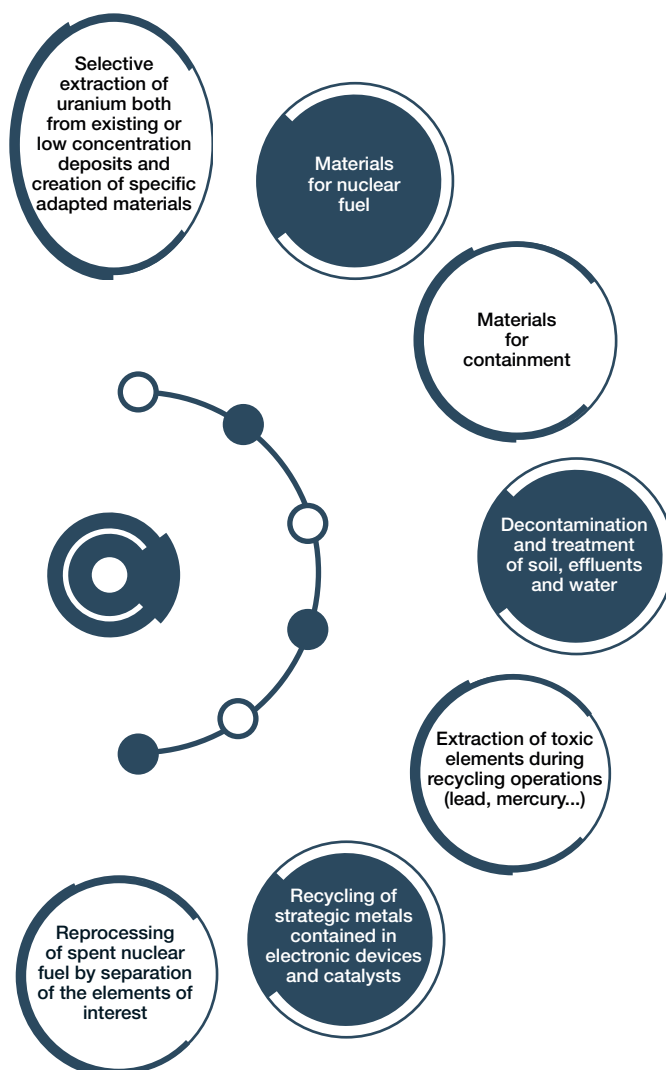 Selective
extraction of
uranium both
from existing or
low concentration
deposits and
creation of specific
adapted materials
Materials
for nuclear
fuel
Materials
for
containment
Decontamination
and treatment
of soil, effluents
and water
Extraction of toxic
elements during
recycling operations
(lead, mercury...)
Recycling of
strategic metals
contained in
electronic devices
and catalysts
Reprocessing
of spent nuclear
fuel by separation
of the elements of
interest